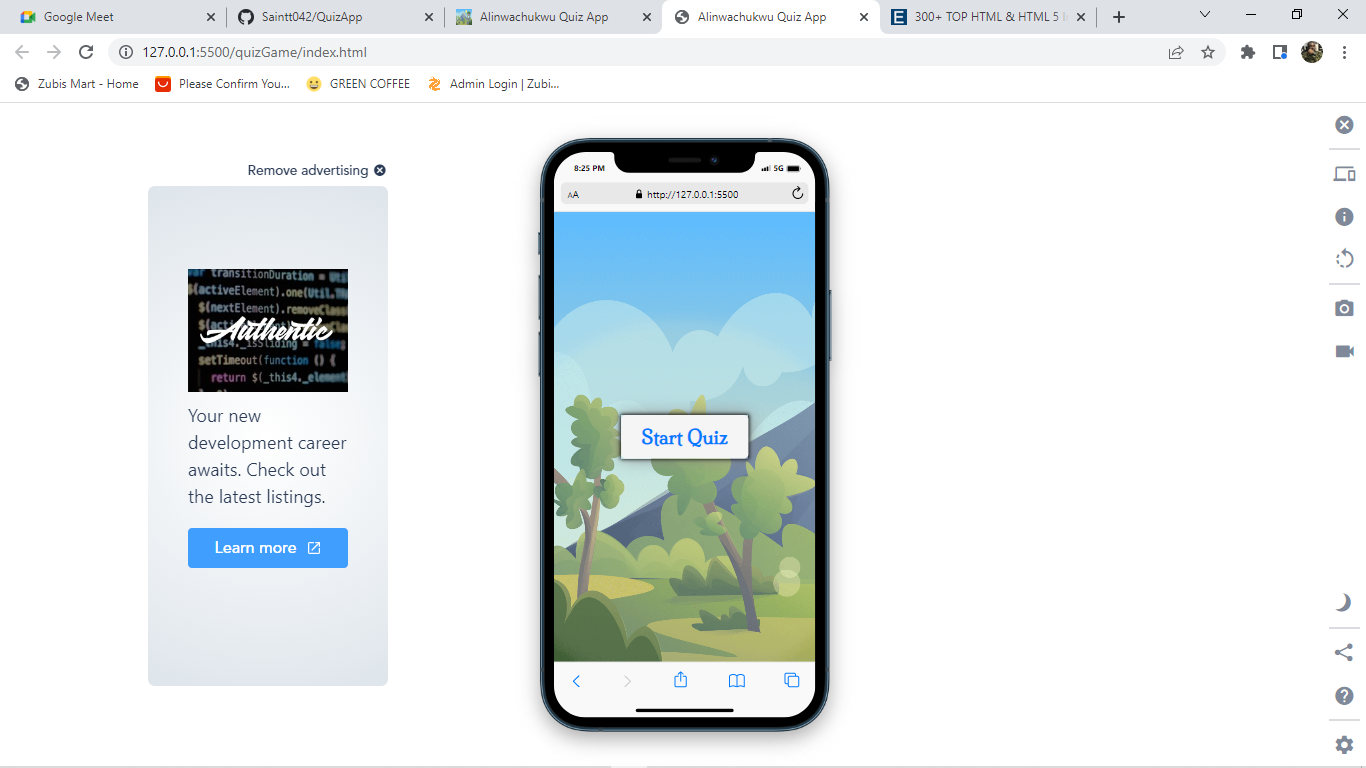 Google Meet
Saintt042/QuizApp
Alinwachukwu Quiz App
Alinwachukwu Quiz App
300+ TOP HTML & HTML 5
127.0.0.1:5500/quizGame/index.html
Zubis Mart - Home
Please Confirm You...
GREEN COFFEE
Admin Login | Zubi...
Remove advertising
var transitionDuration = Util
$(activeElement).one(Util.TR
$(nextElement).removeClass
Authentic
_this4._isSliding = false;
setTimeout(function () {
return $(_this4._element)
Your new
development career
awaits. Check out
the latest listings.
Learn more
8:25 PM
5G
AA
http://127.0.0.1:5500
Start Quiz